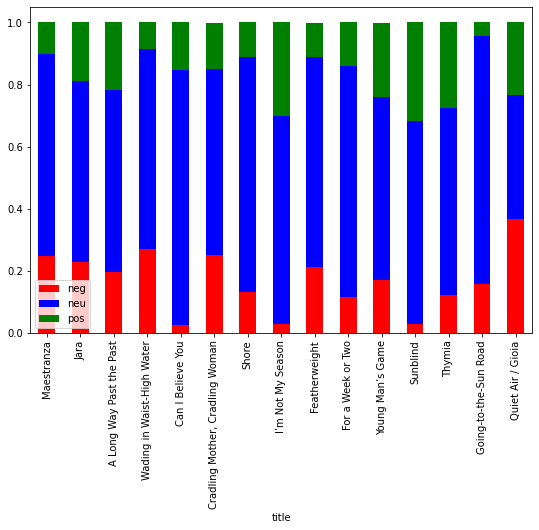 1.0
0.8
0.6
0.4
0.2
0.0
neg
neu
pos
Maestranza
Jara
A Long Way Past the Past
Wading in Waist-High Water
Can I Believe You
Cradling Mother, Cradling Woman
Shore
I'm Not My Season
Featherweight
For a Week or Two
Young Man's Game
Sunblind
Thymia
Going-to-the-Sun Road
Quiet Air / Gioia
title